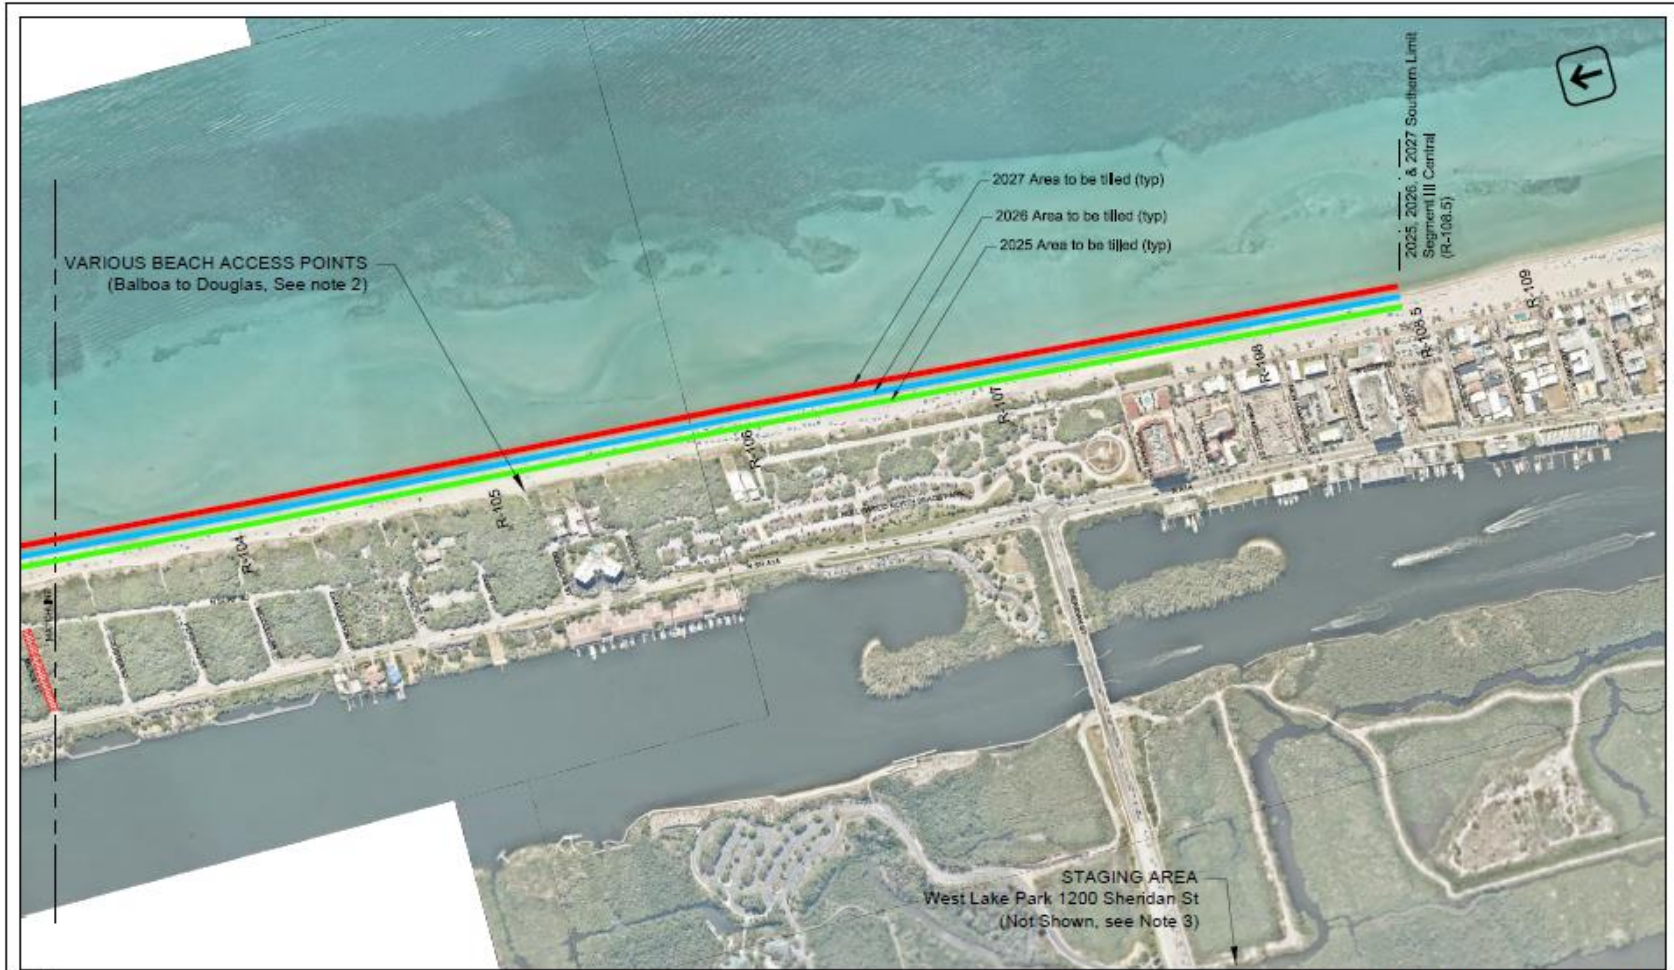 2025, 2026, & 2027 Southern Limit
Segment III Central
(R-108.5)
2027 Area to be tilled (typ)
2026 Area to be tilled (typ)
2025 Area to be tilled (typ)
VARIOUS BEACH ACCESS POINTS
(Balboa to Douglas, See note 2)
R-109
R-108.5
R-108
R-107
R-106
R-105
R-104
STAGING AREA
West Lake Park 1200 Sheridan St
(Not Shown, see Note 3)